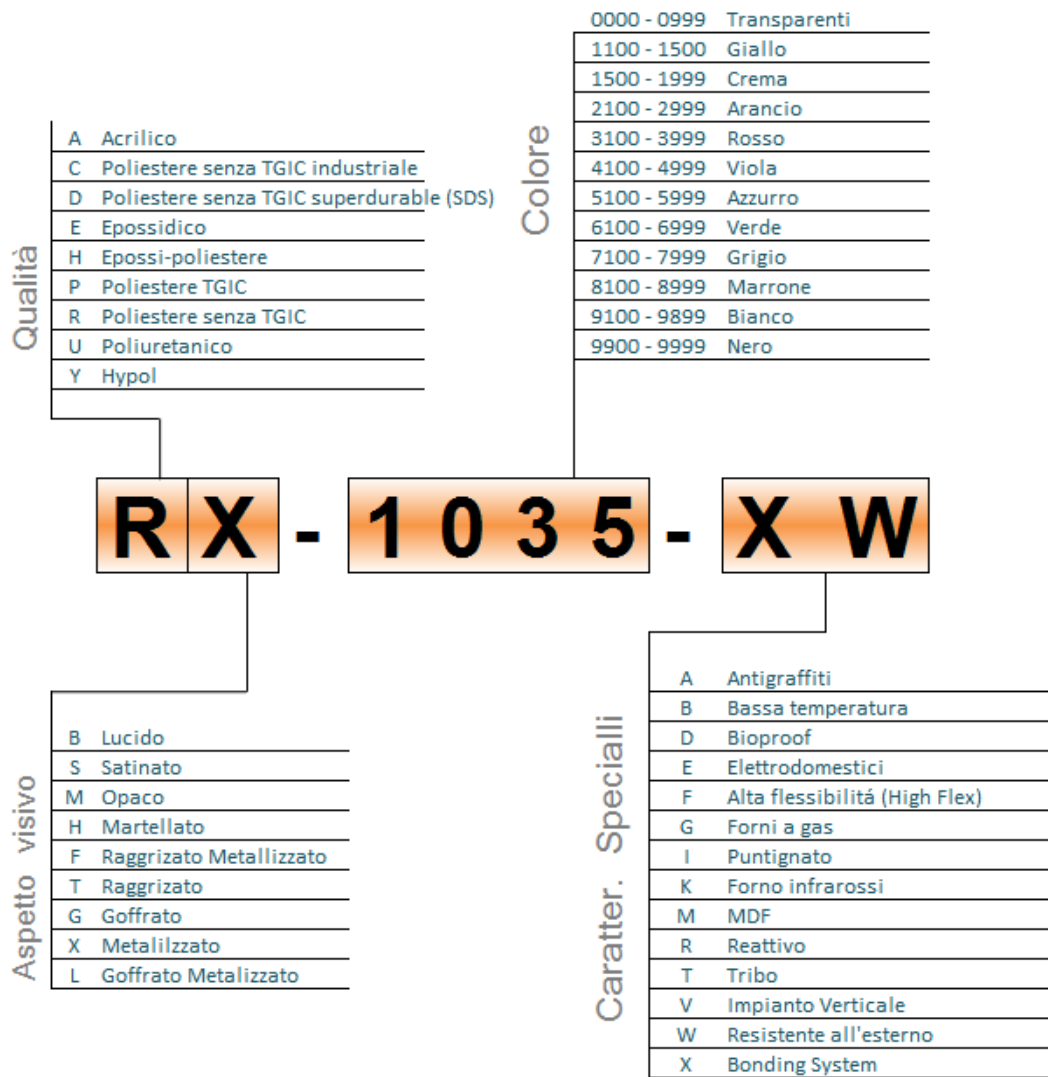 0000 - 0999 Transparenti
1100 - 1500 Giallo
1500 - 1999 Crema
2100 - 2999 Arancio
3100 - 3999 Rosso
4100 - 4999 Viola
5100 - 5999 Azzurro
6100 - 6999 Verde
7100 - 7999 Grigio
8100 - 8999 Marrone
9100 - 9899 Bianco
9900 - 9999 Nero
Colore
A Acrilico
C Poliestere senza TGIC industriale
D Poliestere senza TGIC superdurable (SDS)
E Epossidico
H Epossi-poliestere
P Poliestere TGIC
R Poliestere senza TGIC
U Poliuretanico
Y Hypol
Qualità
RX - 1035 - XW
B Lucido
S Satinato
M Opaco
H Martellato
F Raggrizato Metallizzato
T Raggrizato
G Goffrato
X Metalilzzato
L Goffrato Metalizzato
Aspetto visivo
A Antigraffiti
B Bassa temperatura
D Bioproof
E Elettrodomestici
F Alta flessibilitá (High Flex)
G Forni a gas
I Puntignato
K Forno infrarossi
M MDF
R Reattivo
T Tribo
V Impianto Verticale
W Resistente all'esterno
X Bonding System
Caratter. Specialli